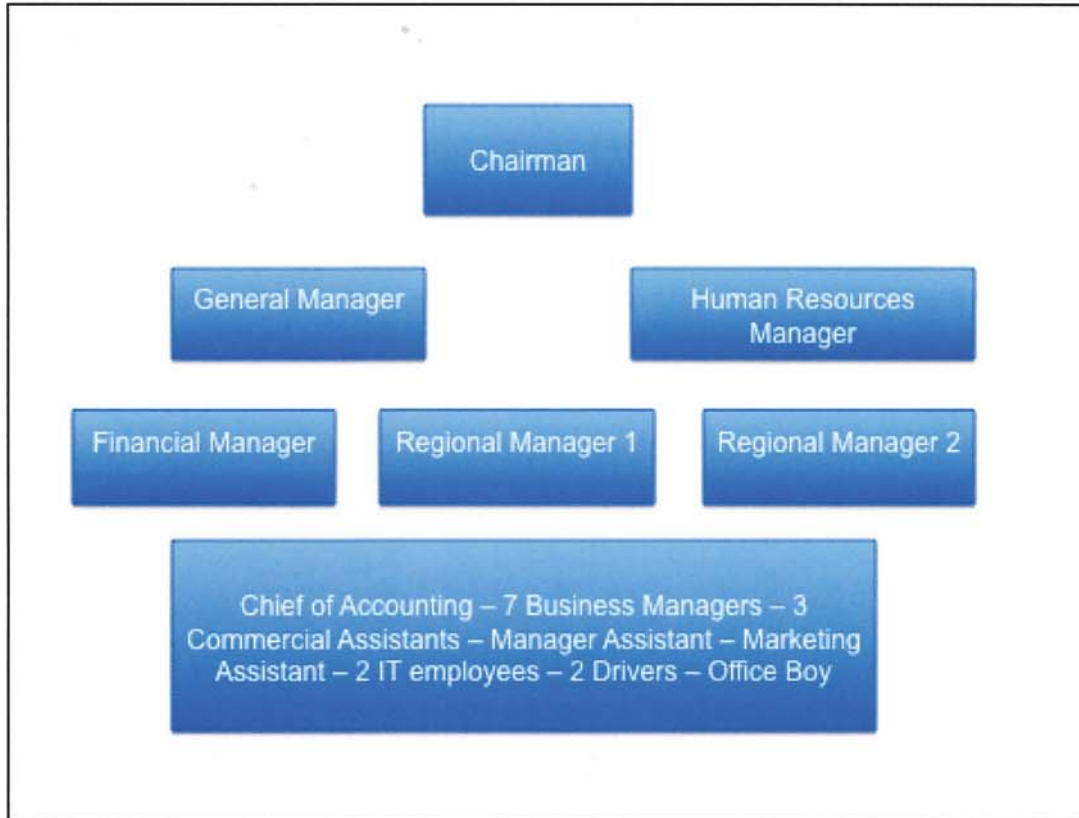 Chairman
General Manager
Human Resources
Manager
Financial Manager
Regional Manager 1
Regional Manager 2
Chief of Accounting – 7 Business Managers – 3
Commercial Assistants – Manager Assistant – Marketing
Assistant – 2 IT employees – 2 Drivers – Office Boy